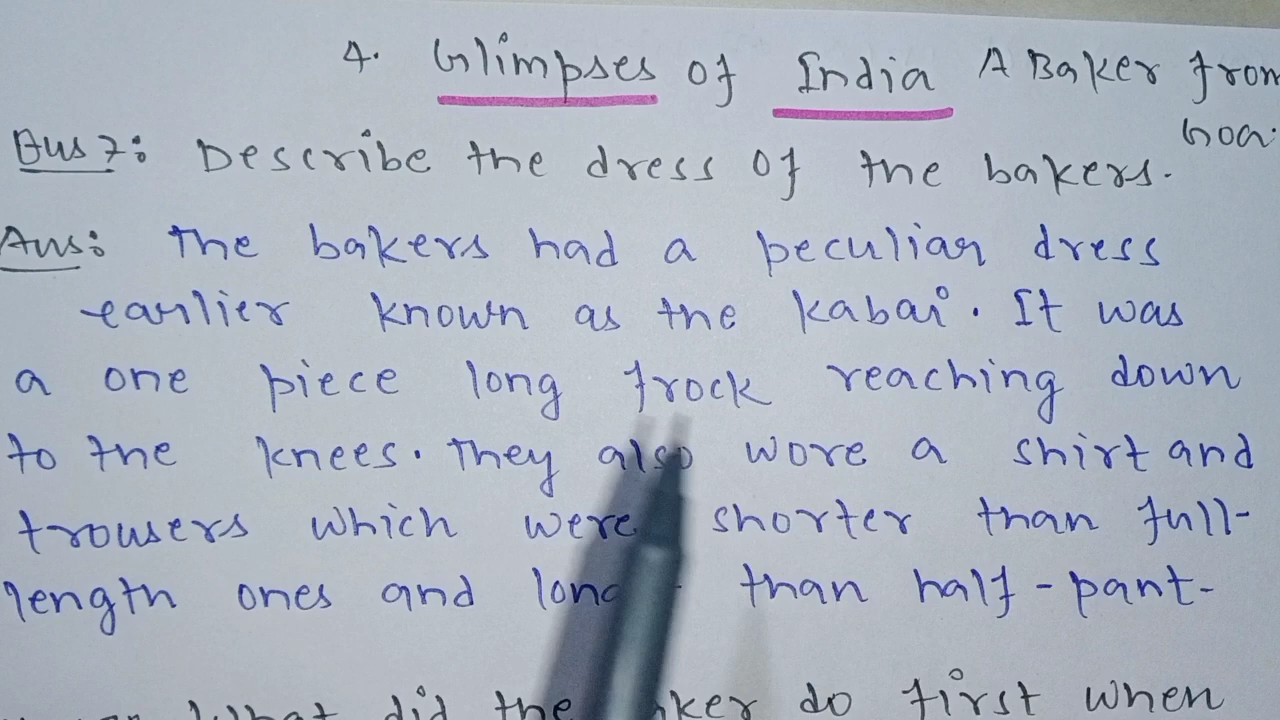 4. Glimpses of India A Baker from
Goa.
Qus 7: Describe the dress of the bakers.
Ans: The bakers had a peculiar dress
earlier known as the kabai. It was
a one piece long frock reaching down
to the knees. They also wore a shirt and
trousers which were shorter than full-
length ones and than half-pant-
What did the do first when